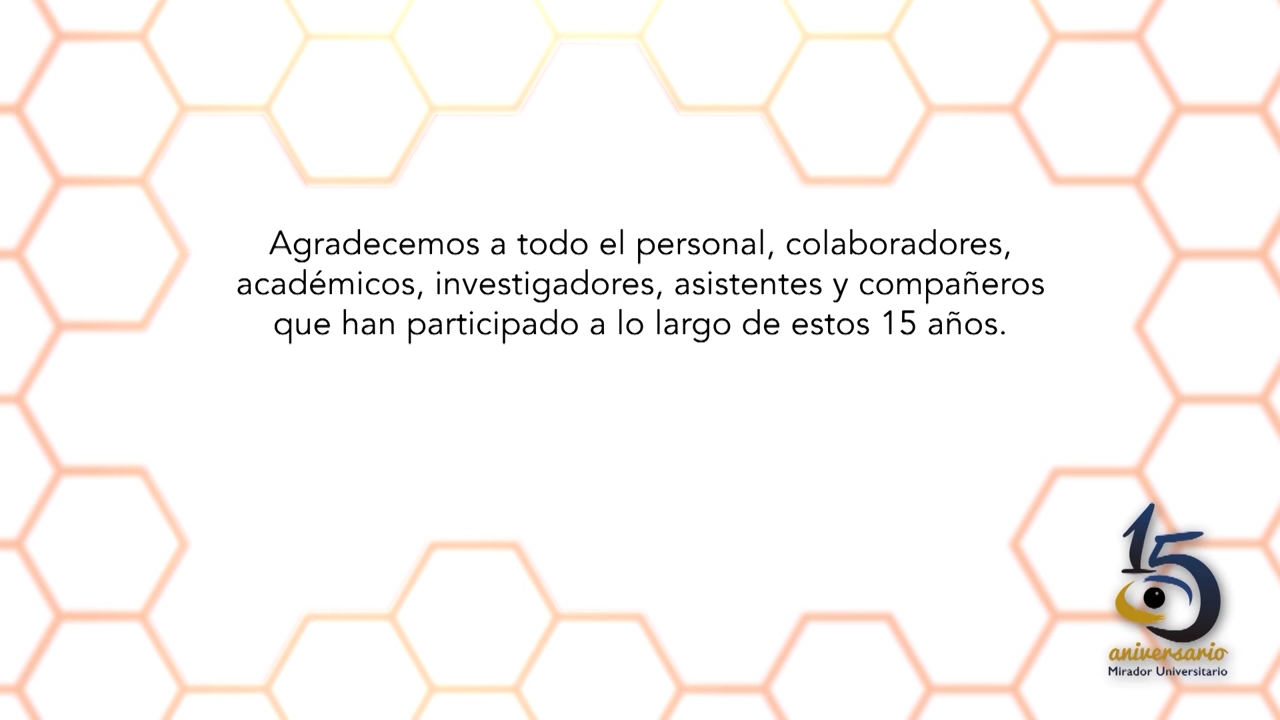 Agradecemos a todo el personal, colaboradores,
académicos, investigadores, asistentes y compañeros
que han participado a lo largo de estos 15 años.
15
aniversario
Mirador Universitario